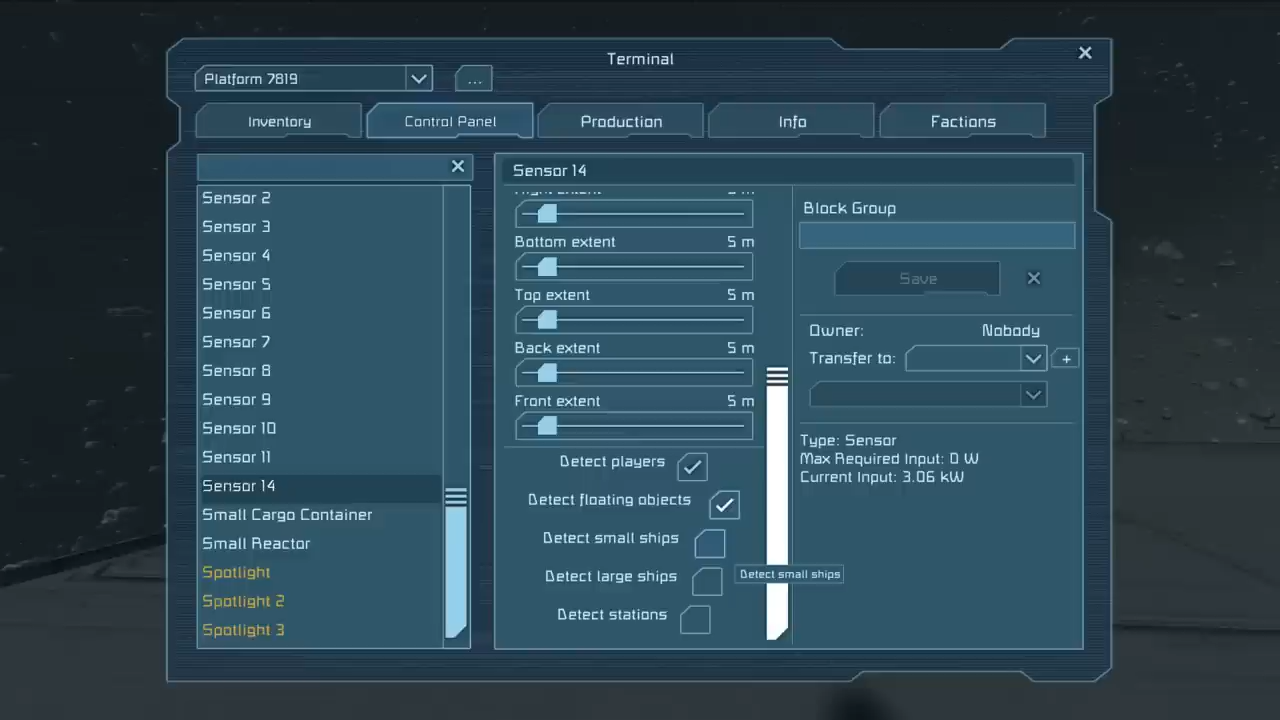 Terminal
Platform 7819
...
Inventory
Control Panel
Production
Info
Factions
Sensor 2
Sensor 3
Sensor 4
Sensor 5
Sensor 6
Sensor 7
Sensor 8
Sensor 9
Sensor 10
Sensor 11
Sensor 14
Small Cargo Container
Small Reactor
Spotlight
Spotlight 2
Spotlight 3
Sensor 14
extent
Bottom extent 5 m
Top extent 5 m
Back extent 5 m
Front extent 5 m
Detect players
Detect floating objects
Detect small ships
Detect large ships
Detect stations
Detect small ships
Block Group
Save
Owner: Nobody
Transfer to:
+
Type: Sensor
Max Required Input: 0 W
Current Input: 3.06 kW